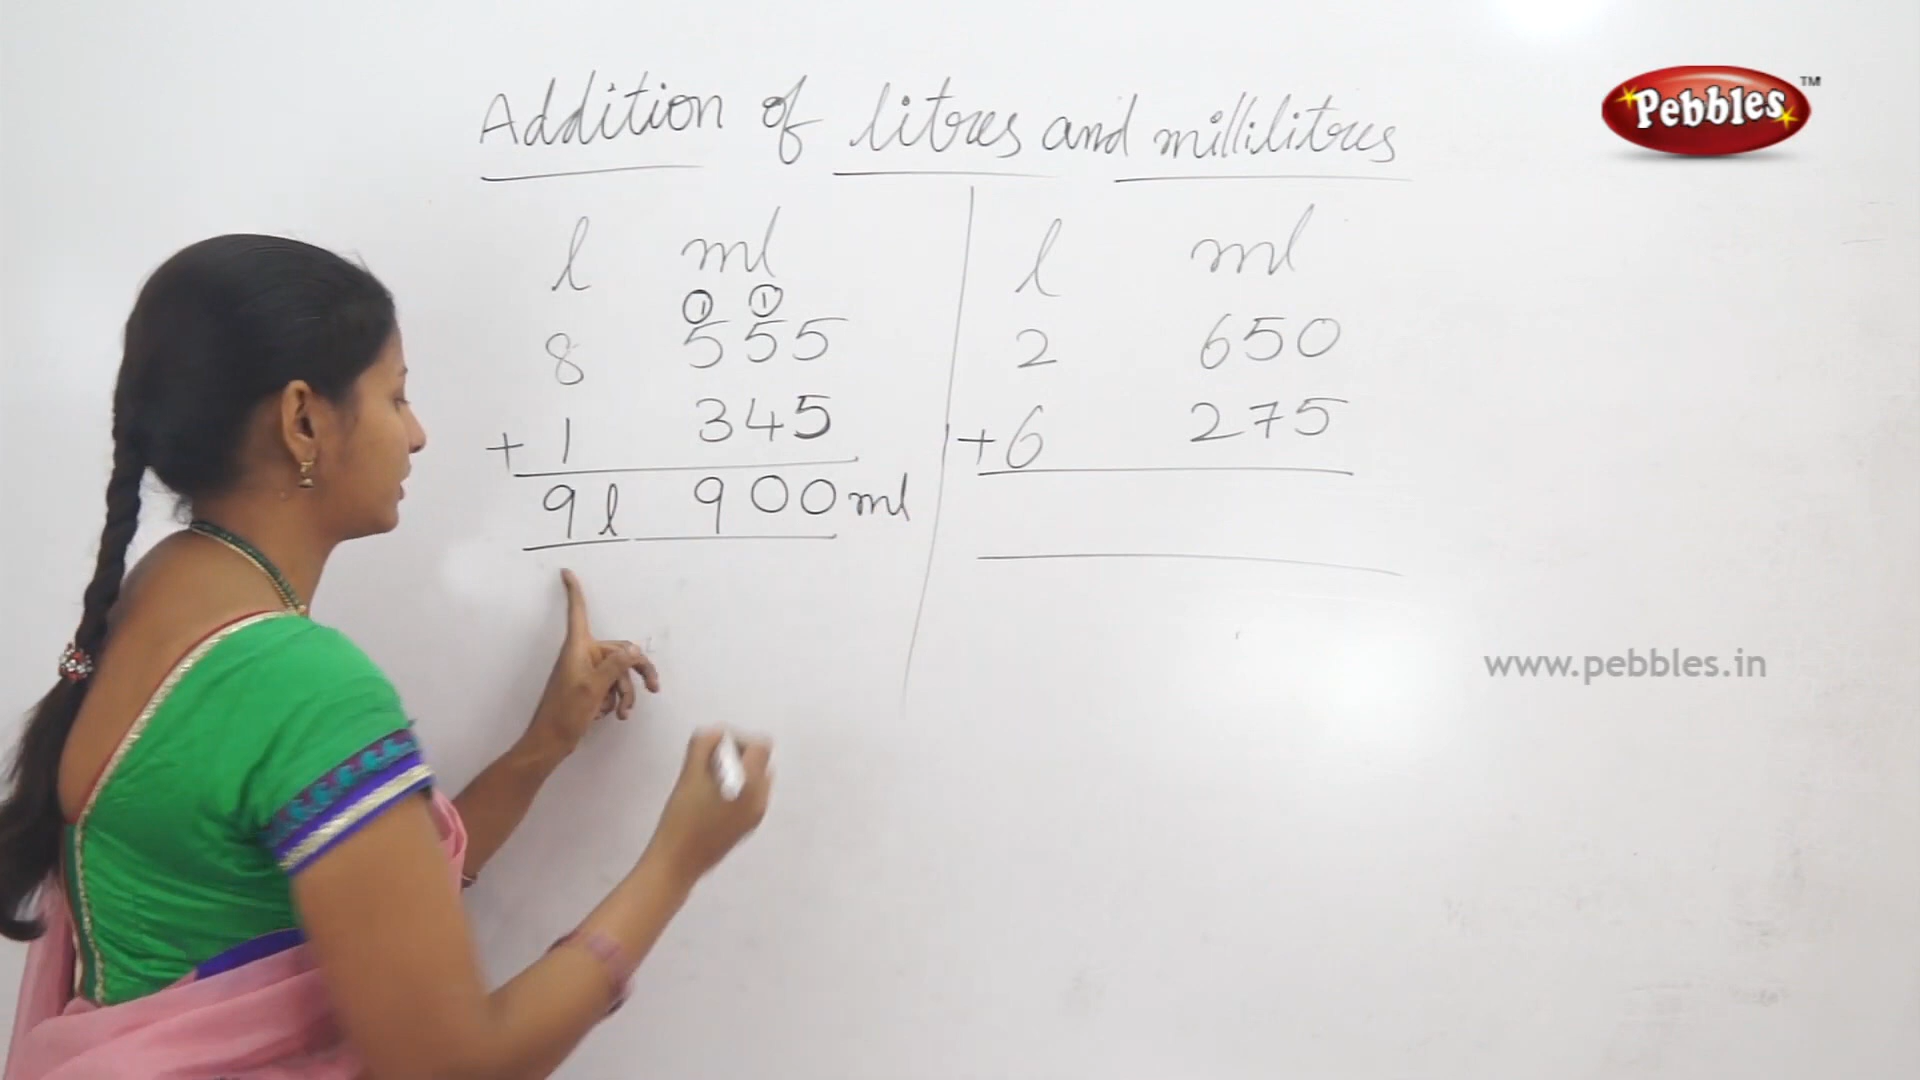 Addition of litres and millilitres
Pebbles™
l ml
① ①
8 555
+ 1 345
9 l 900 ml
l ml
2 650
+ 6 275
www.pebbles.in